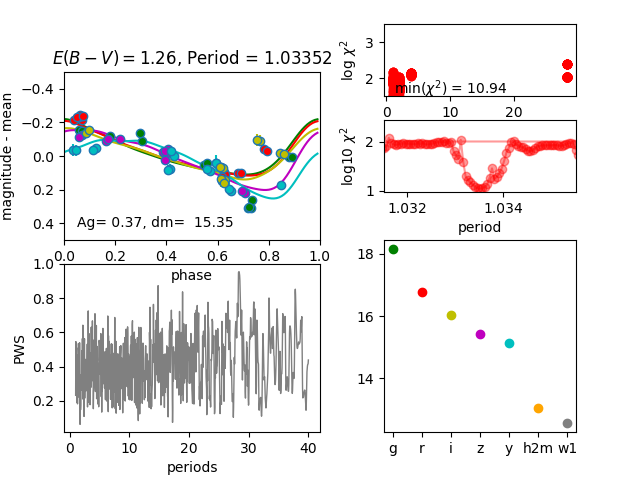 E(B − V) = 1.26, Period = 1.03352
magnitude - mean
−0.4
−0.2
0.0
0.2
0.4
Ag= 0.37, dm=  15.35
0.0 0.2 0.4 0.6 0.8 1.0
phase
log χ²
3
2
min(χ²) = 10.94
0 10 20
log10 χ²
2
1
1.032 1.034
period
PWS
1.0
0.8
0.6
0.4
0.2
0 10 20 30 40
periods
18
16
14
g r i z y h2m w1